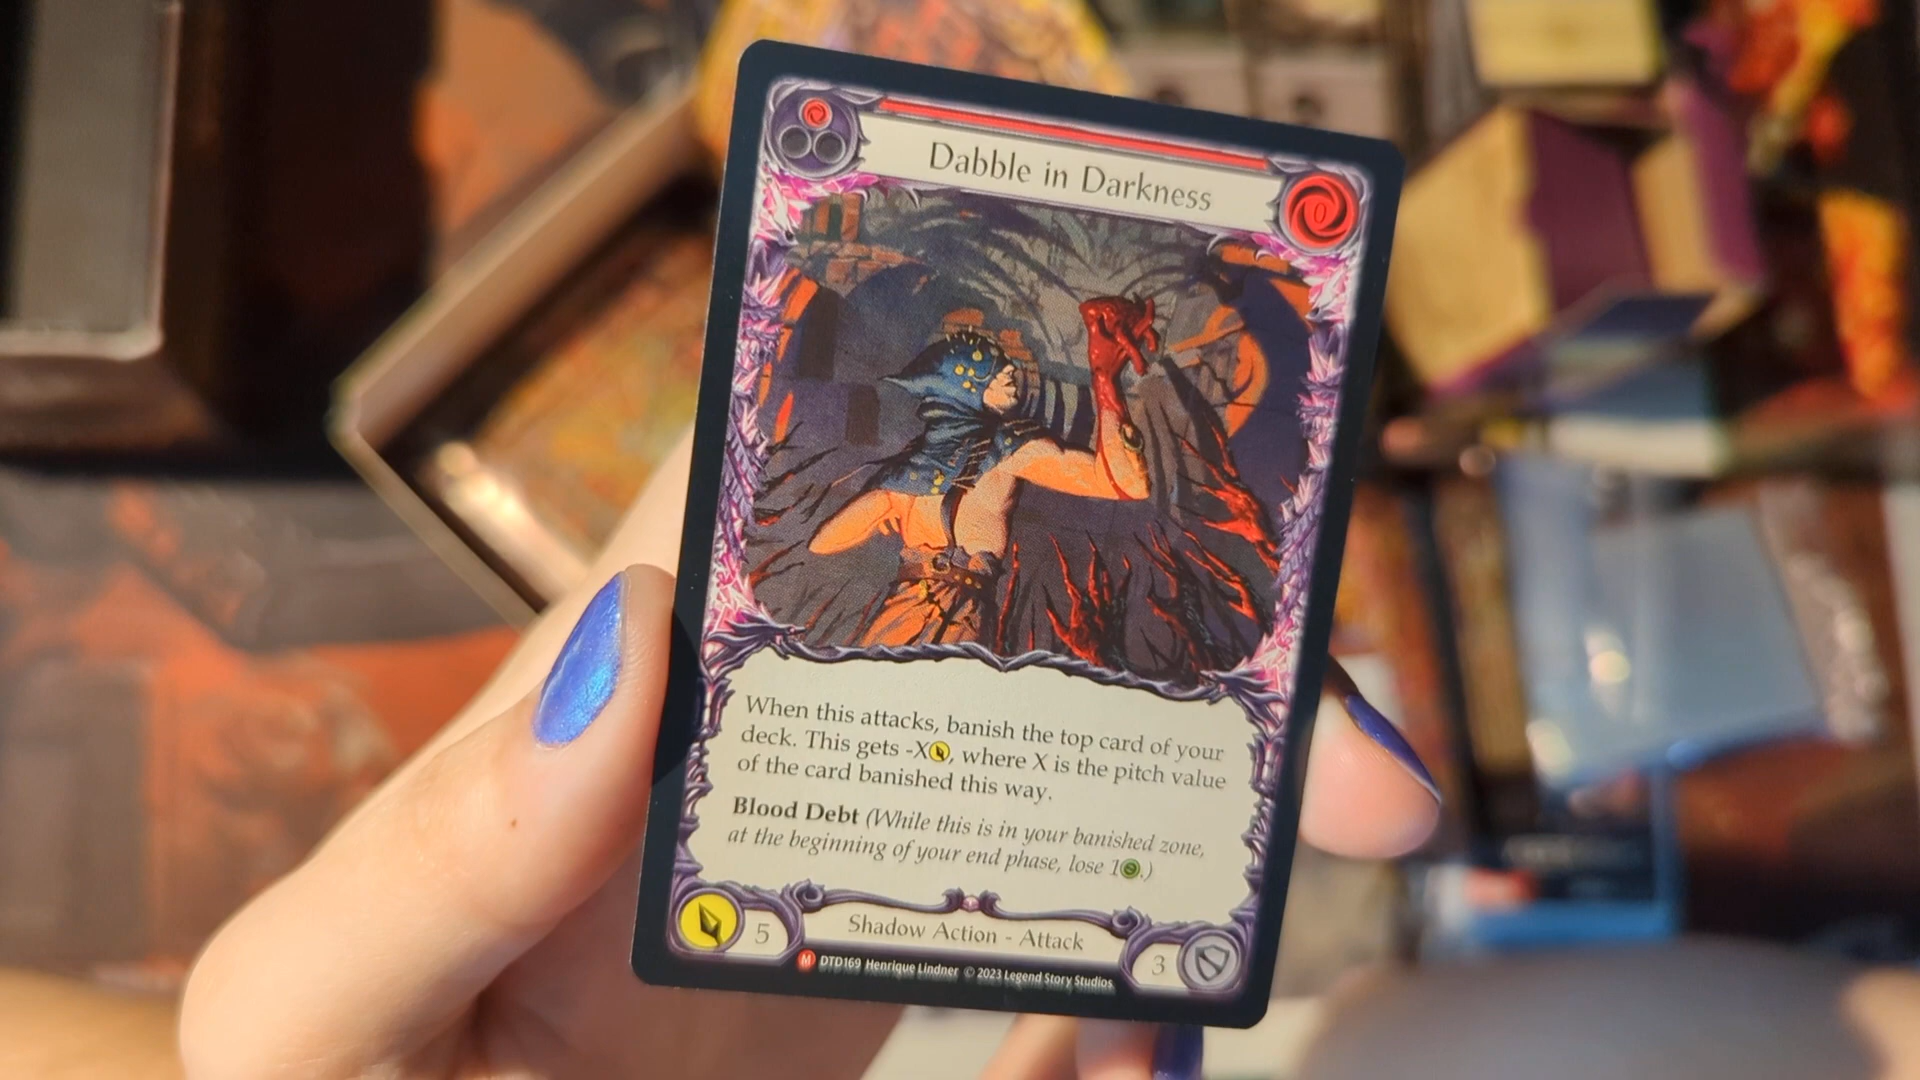 Dabble in Darkness
0
When this attacks, banish the top card of your
deck. This gets -X, where X is the pitch value
of the card banished this way.
Blood Debt (While this is in your banished zone,
at the beginning of your end phase, lose 1.)
5
Shadow Action - Attack
3
M DTD169 Henrique Lindner © 2023 Legend Story Studios